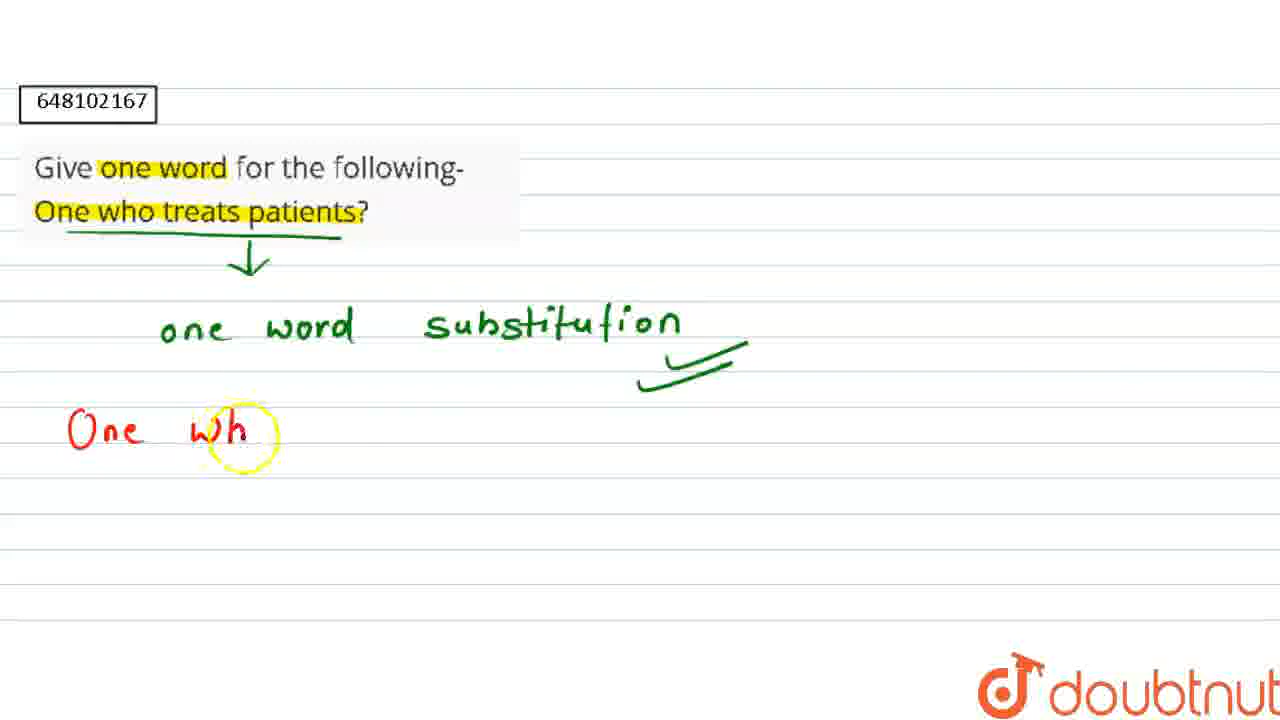 648102167
Give one word for the following-
One who treats patients?
one word substitution
One Wh
doubtnut